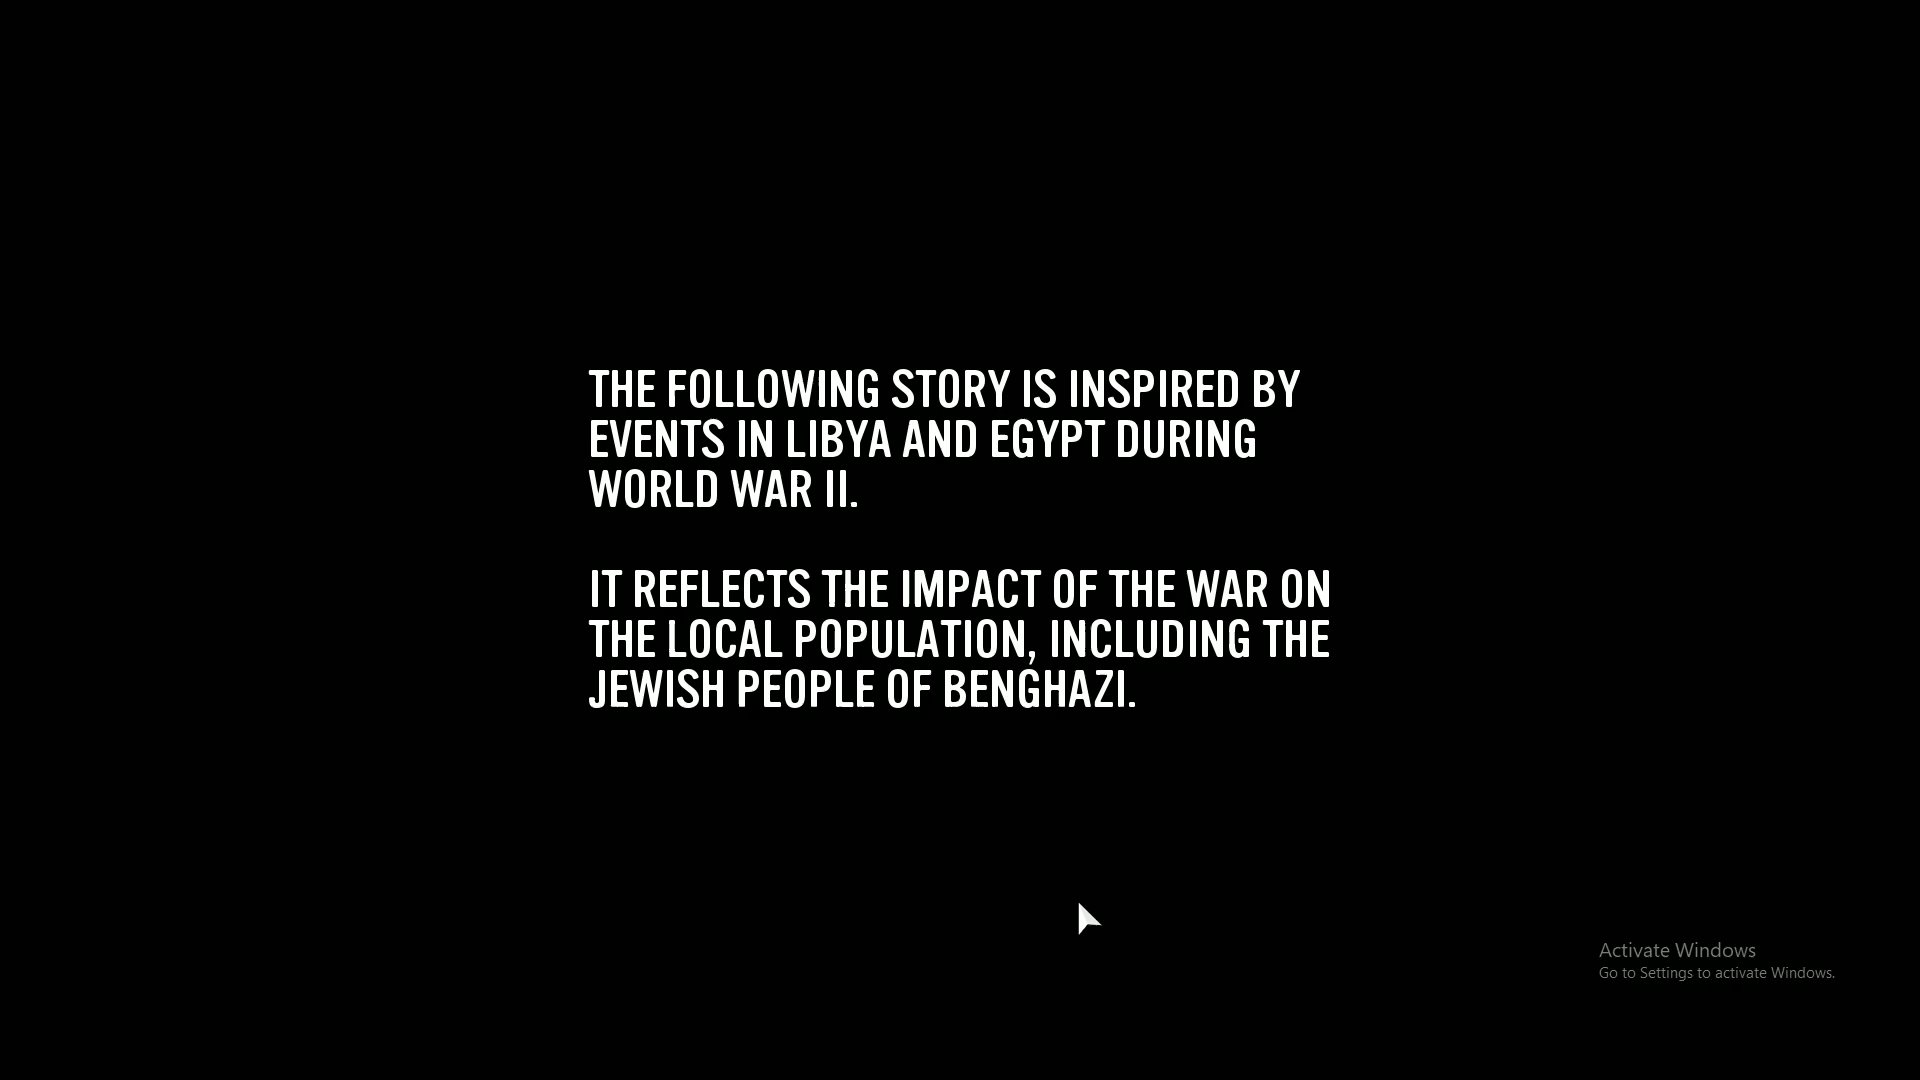 THE FOLLOWING STORY IS INSPIRED BY
EVENTS IN LIBYA AND EGYPT DURING
WORLD WAR II.
IT REFLECTS THE IMPACT OF THE WAR ON
THE LOCAL POPULATION, INCLUDING THE
JEWISH PEOPLE OF BENGHAZI.
Activate Windows
Go to Settings to activate Windows.